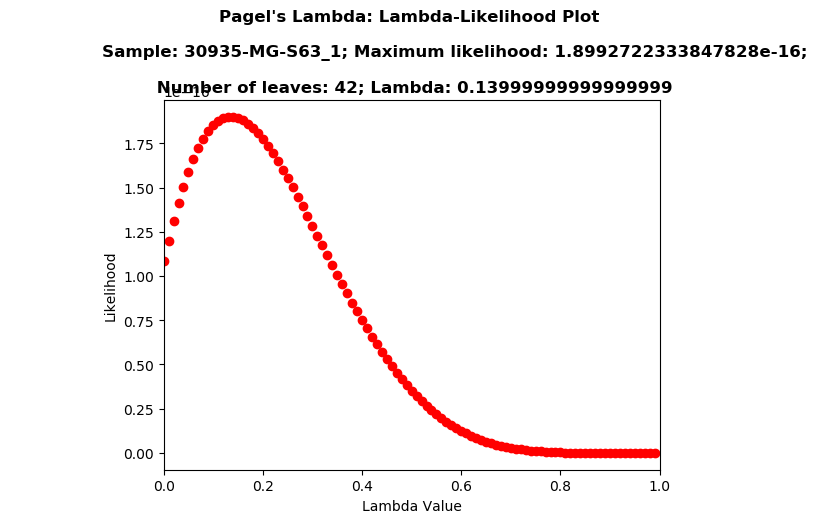 Pagel's Lambda: Lambda-Likelihood Plot
Sample: 30935-MG-S63_1; Maximum likelihood: 1.8992722333847828e-16;
Number of leaves: 42; Lambda: 0.13999999999999999
1e−16
1.75
1.50
1.25
1.00
0.75
0.50
0.25
0.00
Likelihood
0.0 0.2 0.4 0.6 0.8 1.0
Lambda Value